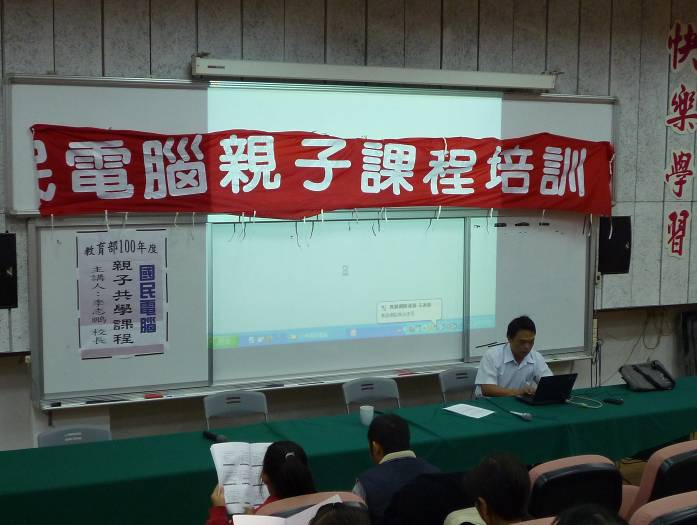 民電腦親子課程培訓
快樂學習
教育部100年度
國民電腦
親子共學課程
主講人:李志鵬 校長